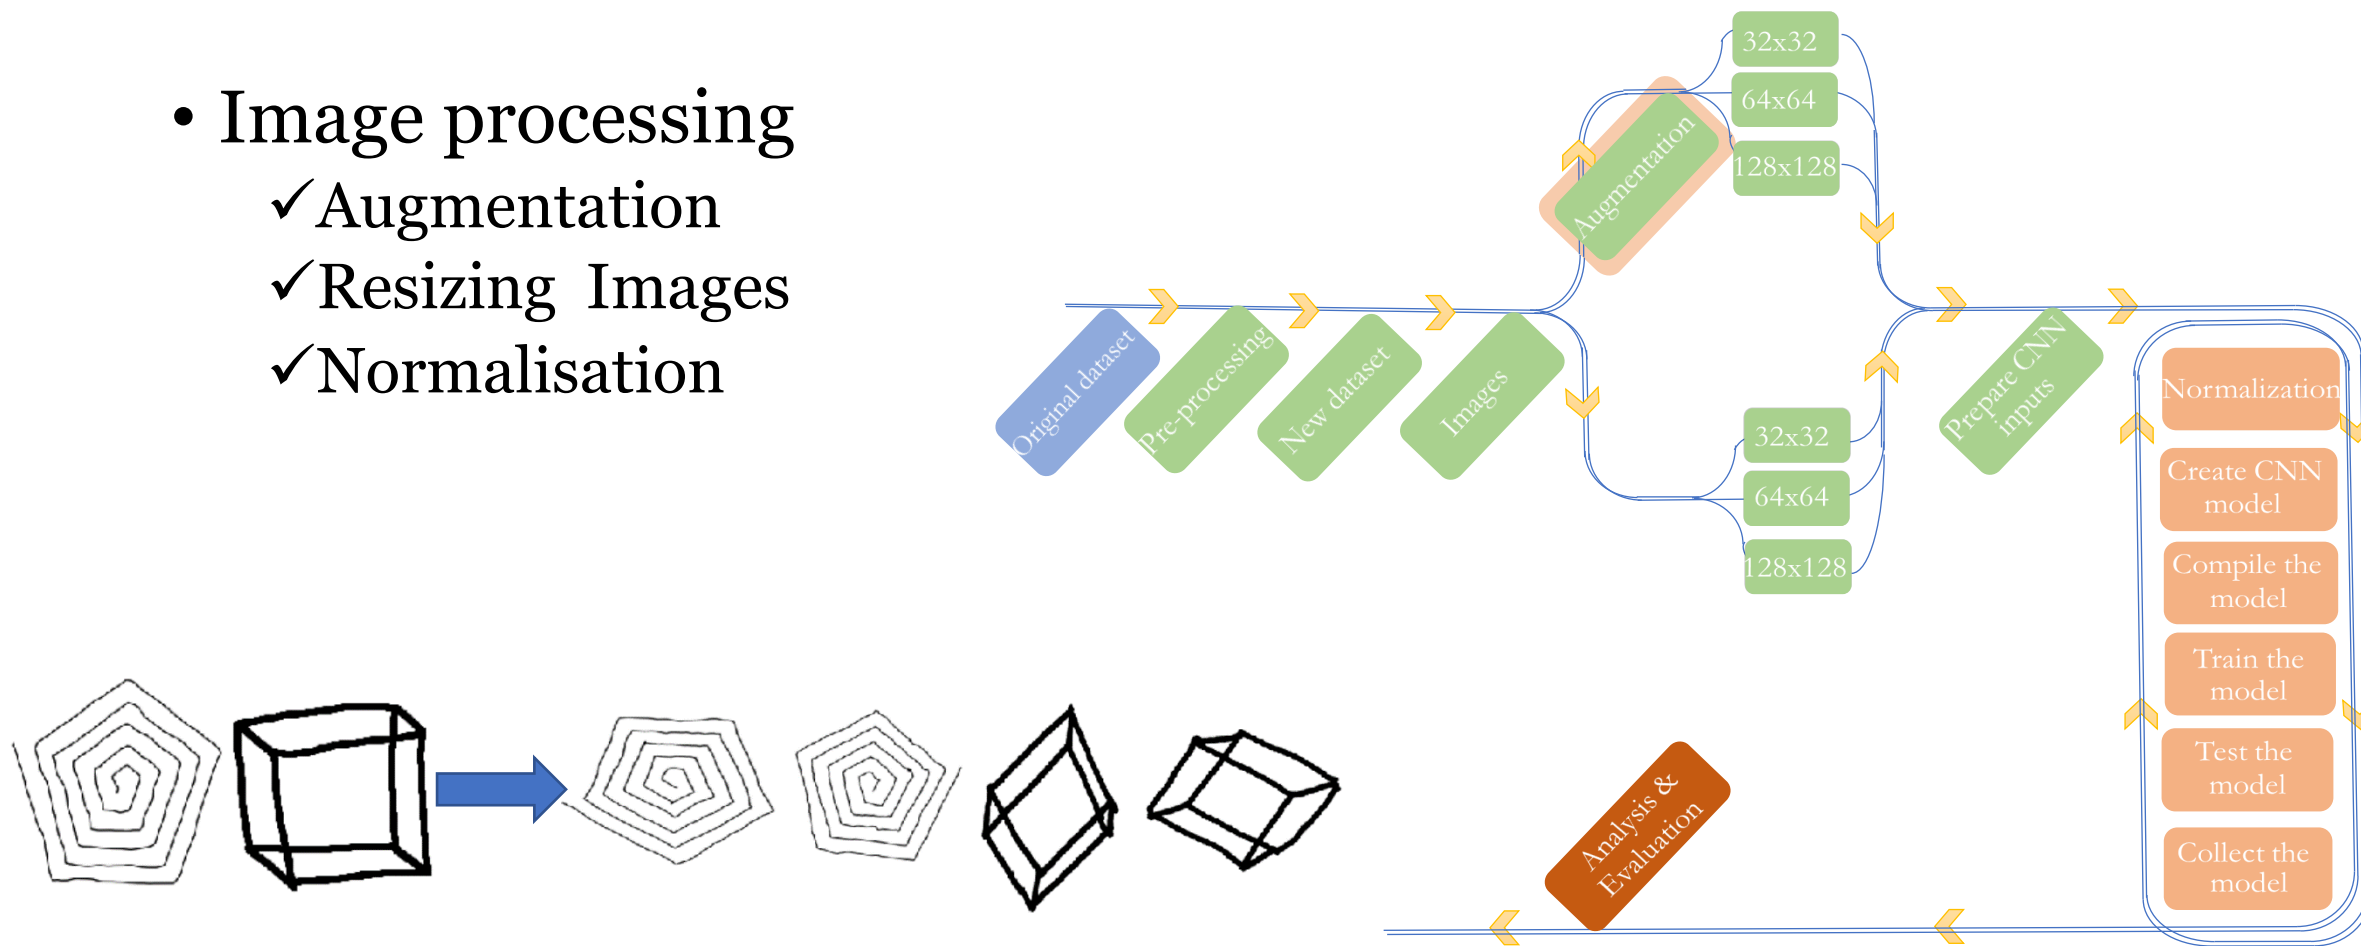 • Image processing
✓Augmentation
✓Resizing Images
✓Normalisation
32x32
64x64
128x128
Augmentation
Original dataset
Pre-processing
New dataset
Images
32x32
64x64
128x128
Prepare CNN
inputs
Normalization
Create CNN
model
Compile the
model
Train the
model
Test the
model
Collect the
model
Analysis &
Evaluation